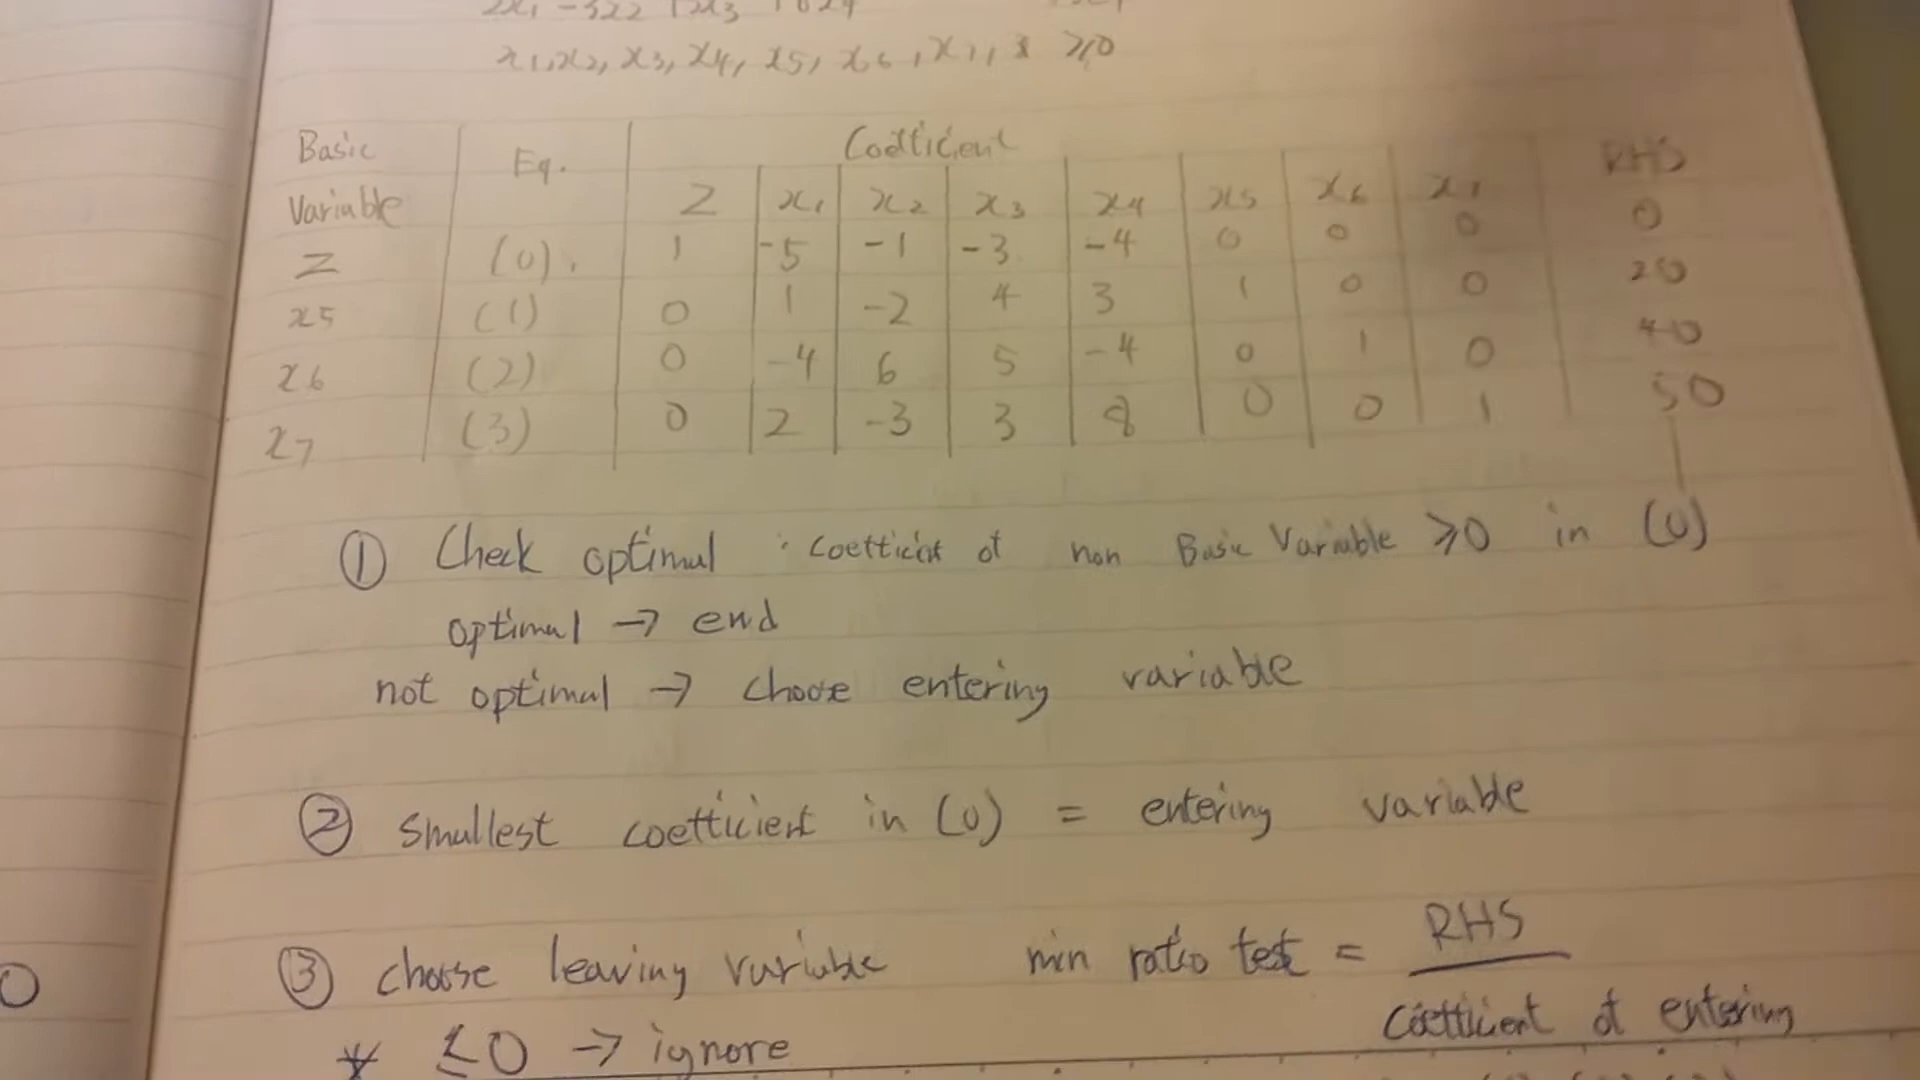 x1, x2, x3, x4, x5, x6, x7, ≥0
Coefficient
Basic Variable Eq. Z x1 x2 x3 x4 x5 x6 x7 RHS
Z (0). 1 -5 -1 -3 -4 0 0 0 0
x5 (1) 0 1 -2 4 3 1 0 0 20
x6 (2) 0 -4 6 5 -4 0 1 0 40
x7 (3) 0 2 -3 3 8 0 0 1 50
① Check optimal : coefficient of non Basic Variable ≥0 in (0)
optimal → end
not optimal → choose entering variable
② smallest coefficient in (0) = entering variable
③ choose leaving variable min ratio test = RHS
coefficient of entering
* ≤0 → ignore